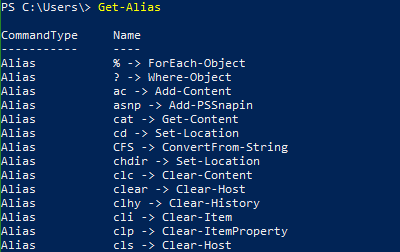 PS C:\Users\> Get-Alias
CommandType Name
----------- ----
Alias % -> ForEach-Object
Alias ? -> Where-Object
Alias ac -> Add-Content
Alias asnp -> Add-PSSnapin
Alias cat -> Get-Content
Alias cd -> Set-Location
Alias CFS -> ConvertFrom-String
Alias chdir -> Set-Location
Alias clc -> Clear-Content
Alias clear -> Clear-Host
Alias clhy -> Clear-History
Alias cli -> Clear-Item
Alias clp -> Clear-ItemProperty
Alias cls -> Clear-Host